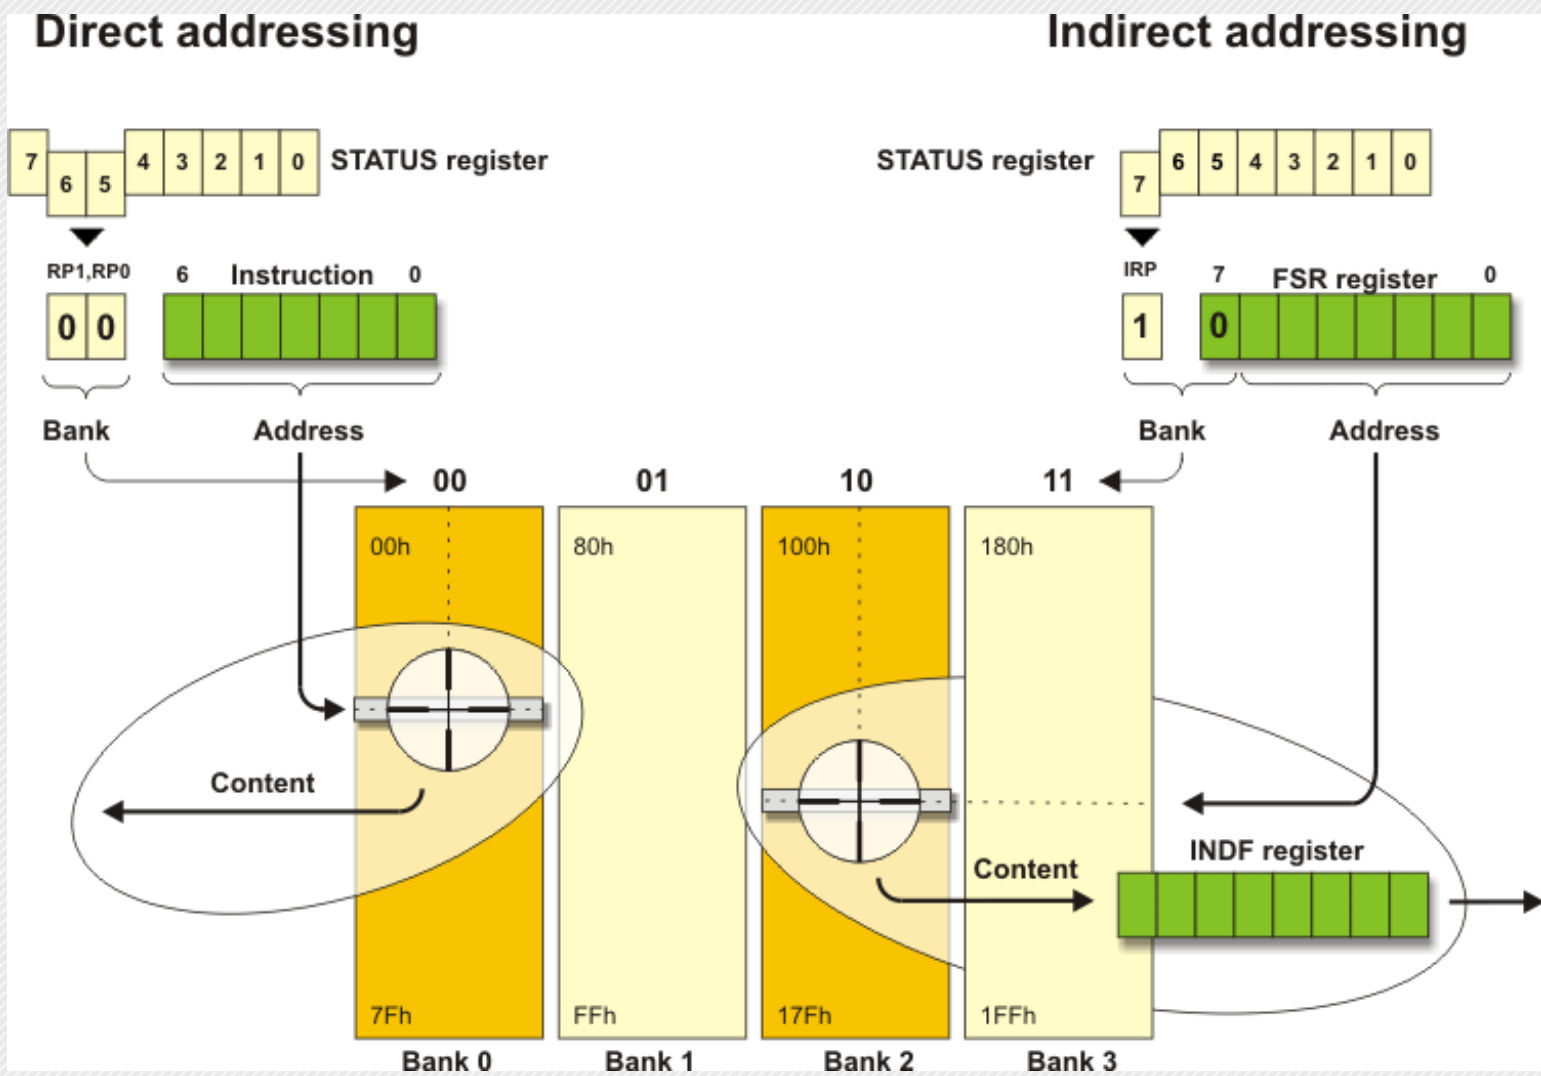 Direct addressing
Indirect addressing
7 6 5 4 3 2 1 0 STATUS register
STATUS register 7 6 5 4 3 2 1 0
RP1,RP0 6 Instruction 0
IRP 7 FSR register 0
0 0
1 0
Bank Address
Bank Address
00 01 10 11
00h 80h 100h 180h
Content
INDF register
Content
7Fh FFh 17Fh 1FFh
Bank 0 Bank 1 Bank 2 Bank 3